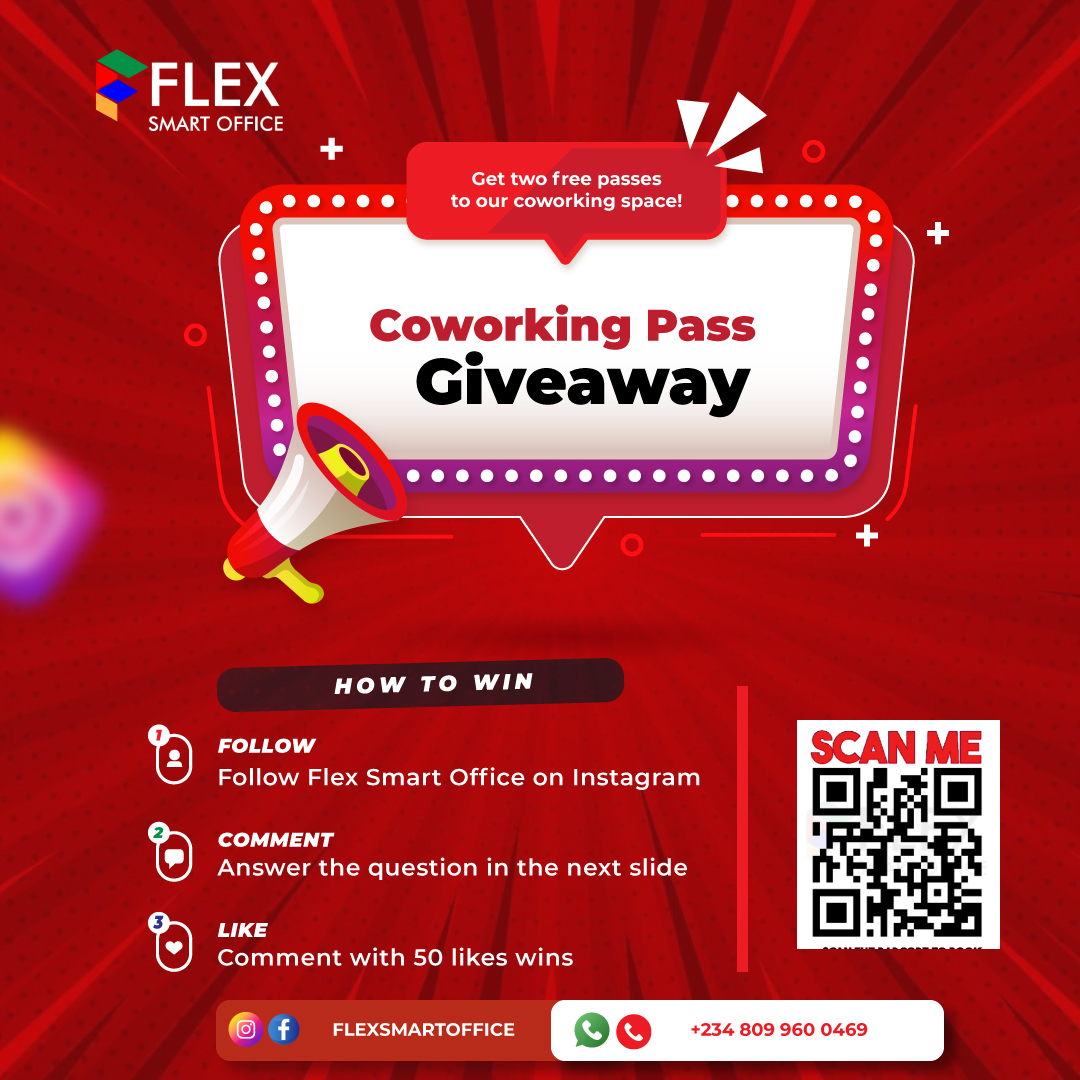 FLEX
SMART OFFICE
Get two free passes
to our coworking space!
Coworking Pass
Giveaway
HOW TO WIN
1
FOLLOW
Follow Flex Smart Office on Instagram
2
COMMENT
Answer the question in the next slide
3
LIKE
Comment with 50 likes wins
SCAN ME
FLEXSMARTOFFICE
+234 809 960 0469